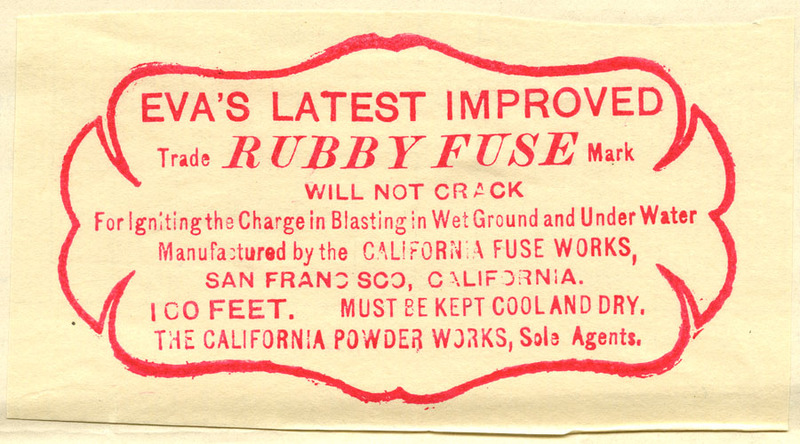 EVA'S LATEST IMPROVED
Trade RUBBY FUSE Mark
WILL NOT CRACK
For Igniting the Charge in Blasting in Wet Ground and Under Water
Manufactured by the CALIFORNIA FUSE WORKS,
SAN FRANCISCO, CALIFORNIA.
100 FEET. MUST BE KEPT COOL AND DRY.
THE CALIFORNIA POWDER WORKS, Sole Agents.